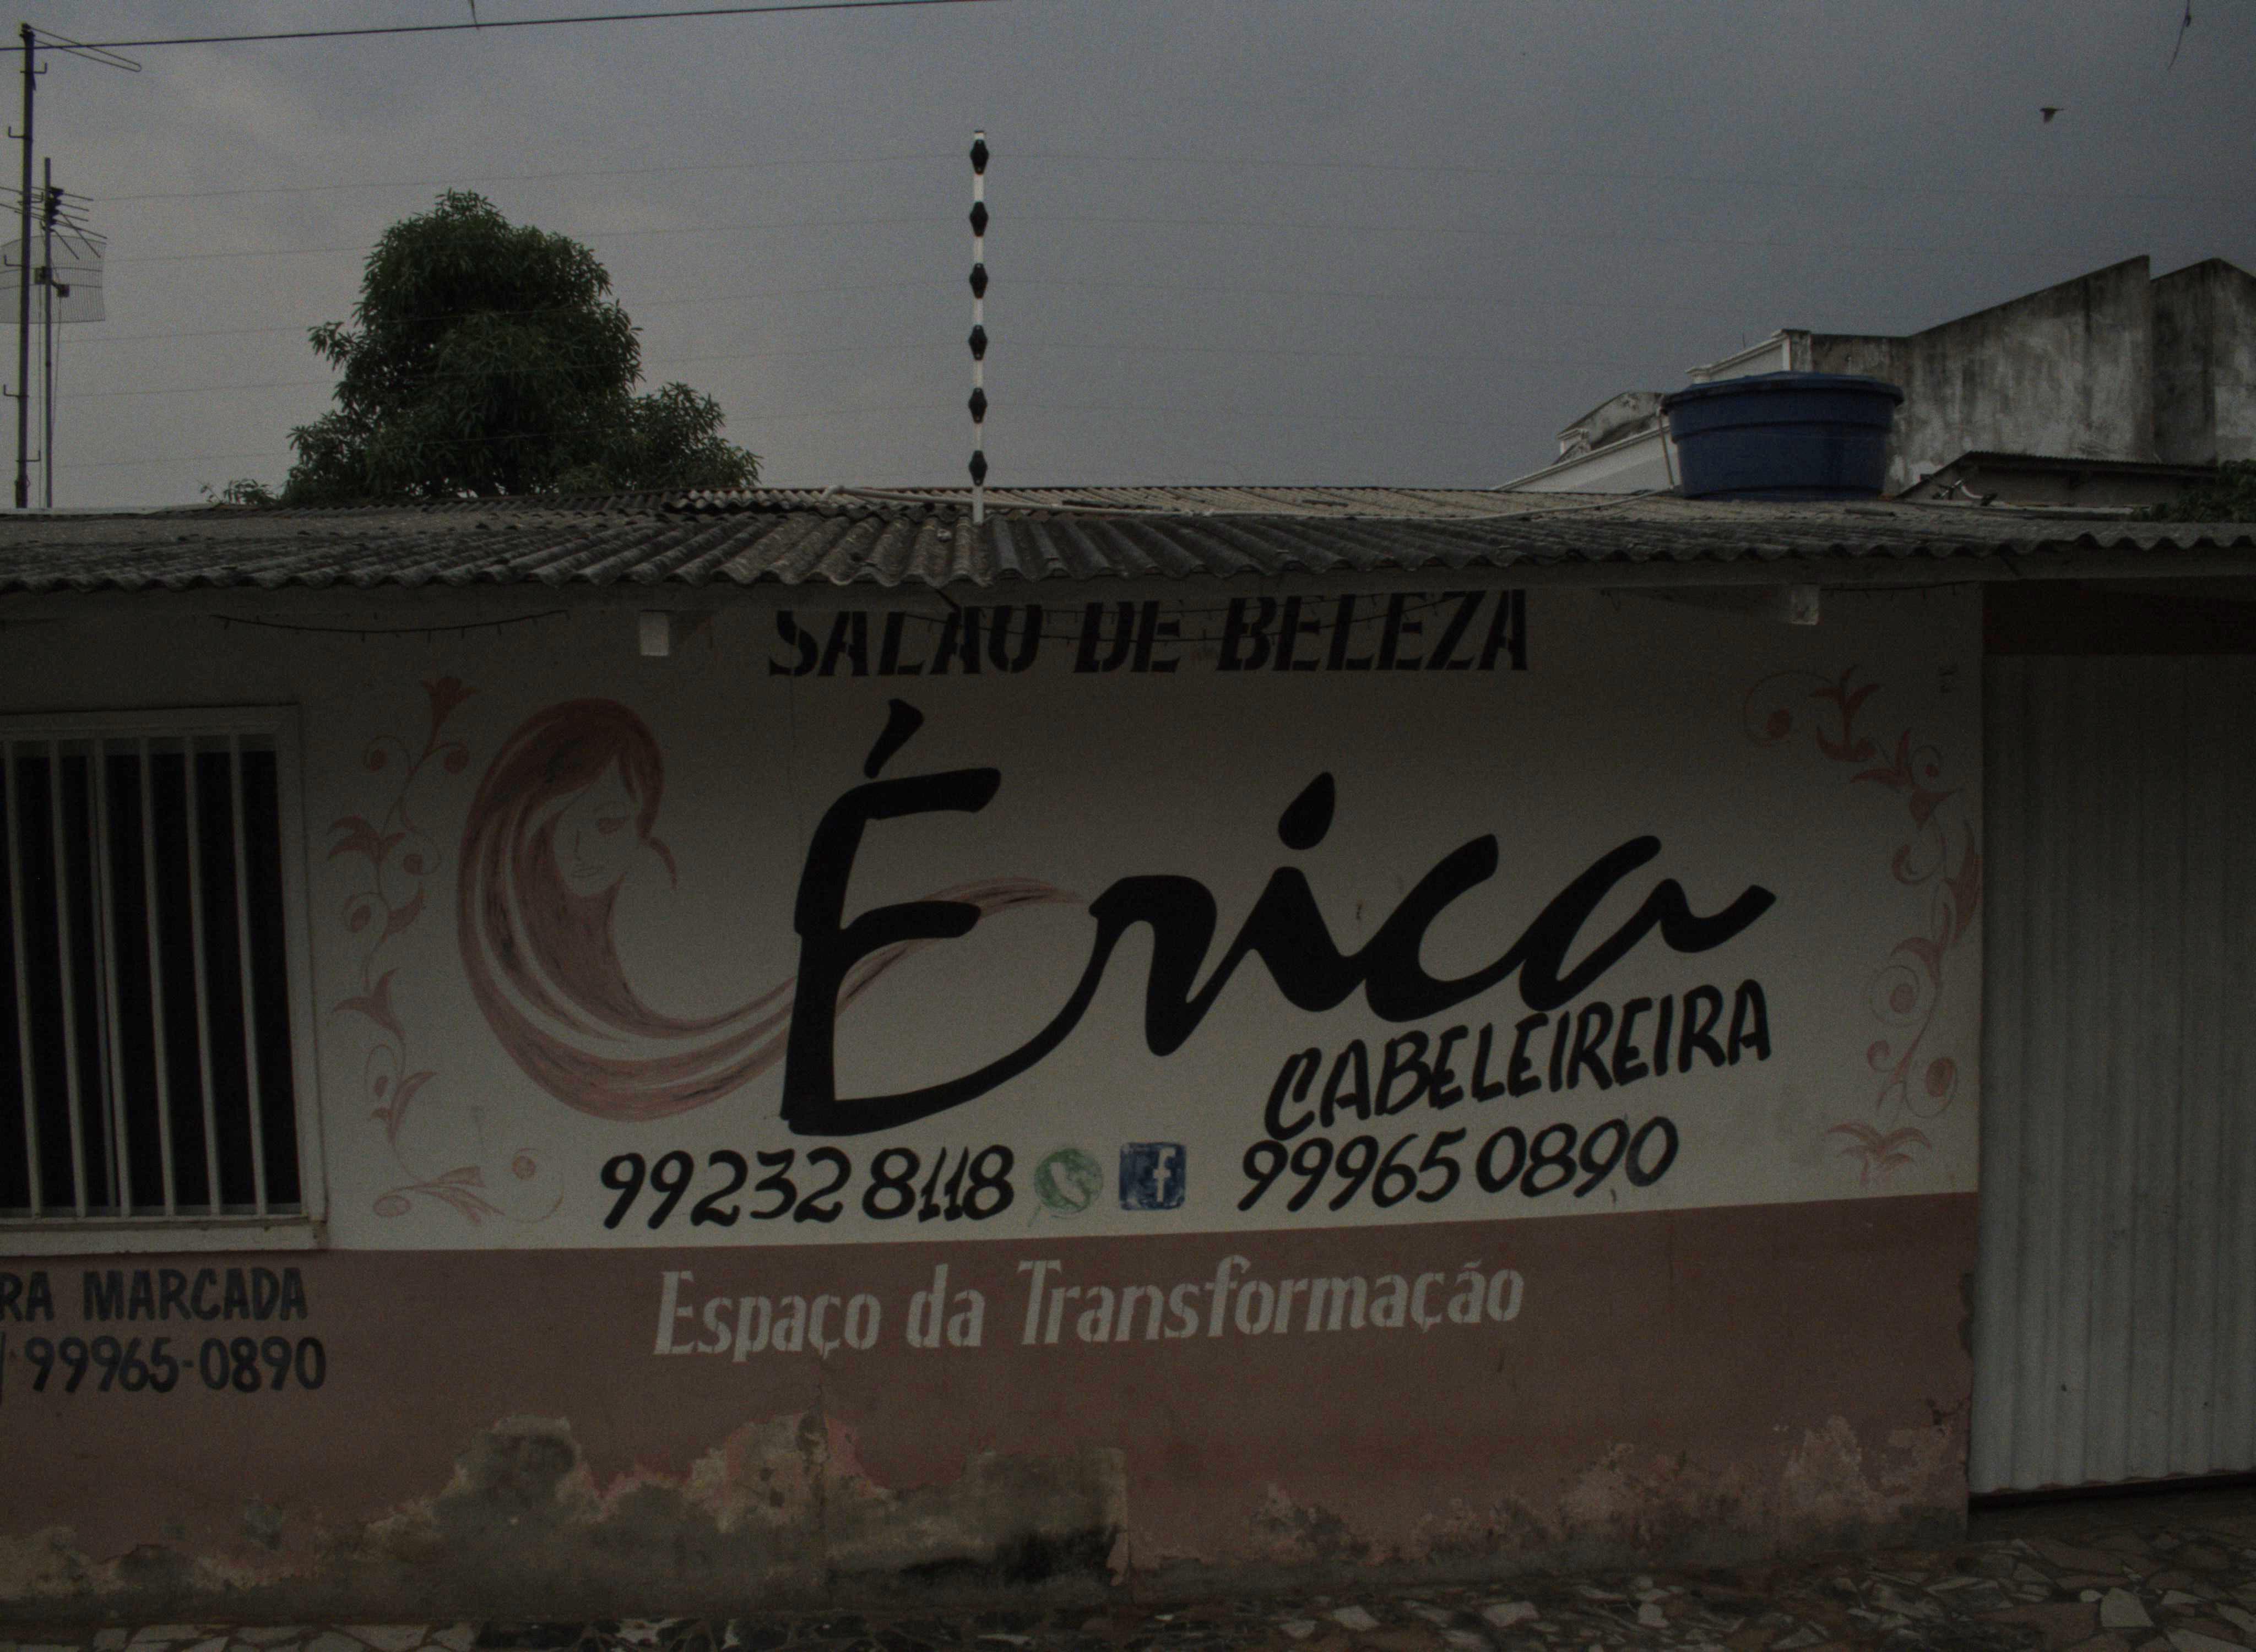 SALÃO DE BELEZA
Érica
CABELEIREIRA
99232 8118 f 99965 0890
Espaço da Transformação
RA MARCADA
99965-0890